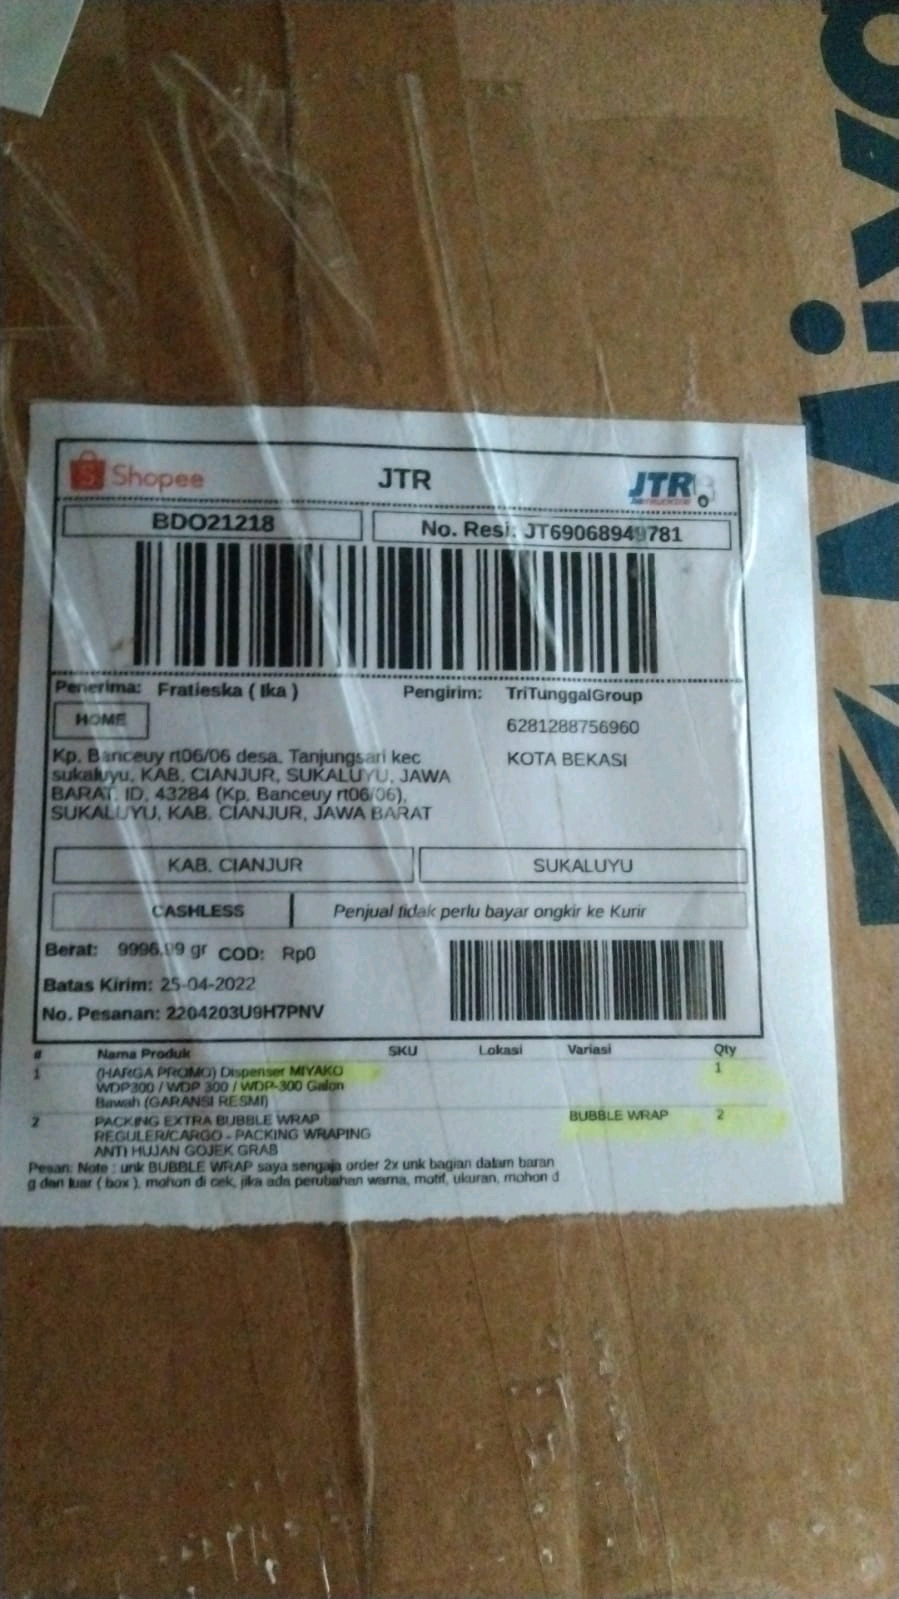 Miya
Shopee
JTR
JTR
BDO21218
No. Resi: JT69068949781
Penerima: Fratieska ( Ika )
Pengirim: TriTunggalGroup
HOME
6281288756960
KOTA BEKASI
Kp. Banceuy rt06/06 desa. Tanjungsari kec
sukaluyu, KAB. CIANJUR, SUKALUYU, JAWA
BARAT, ID, 43284 (Kp. Banceuy rt06/06),
SUKALUYU, KAB. CIANJUR, JAWA BARAT
KAB. CIANJUR
SUKALUYU
CASHLESS
Penjual tidak perlu bayar ongkir ke Kurir
Berat: 9996.99 gr COD: Rp0
Batas Kirim: 25-04-2022
No. Pesanan: 2204203U9H7PNV
# Nama Produk SKU Lokasi Variasi Qty
1 (HARGA PROMO) Dispenser MIYAKO 1
WDP300 / WDP 300 / WDP-300 Galon
Bawah (GARANSI RESMI)
2 PACKING EXTRA BUBBLE WRAP BUBBLE WRAP 2
REGULER/CARGO - PACKING WRAPING
ANTI HUJAN GOJEK GRAB
Pesan: Note : unk BUBBLE WRAP saya sengaja order 2x unk bagian dalam baran
g dan luar ( box ), mohon di cek, jika ada perubahan warna, motif, ukuran, mohon d